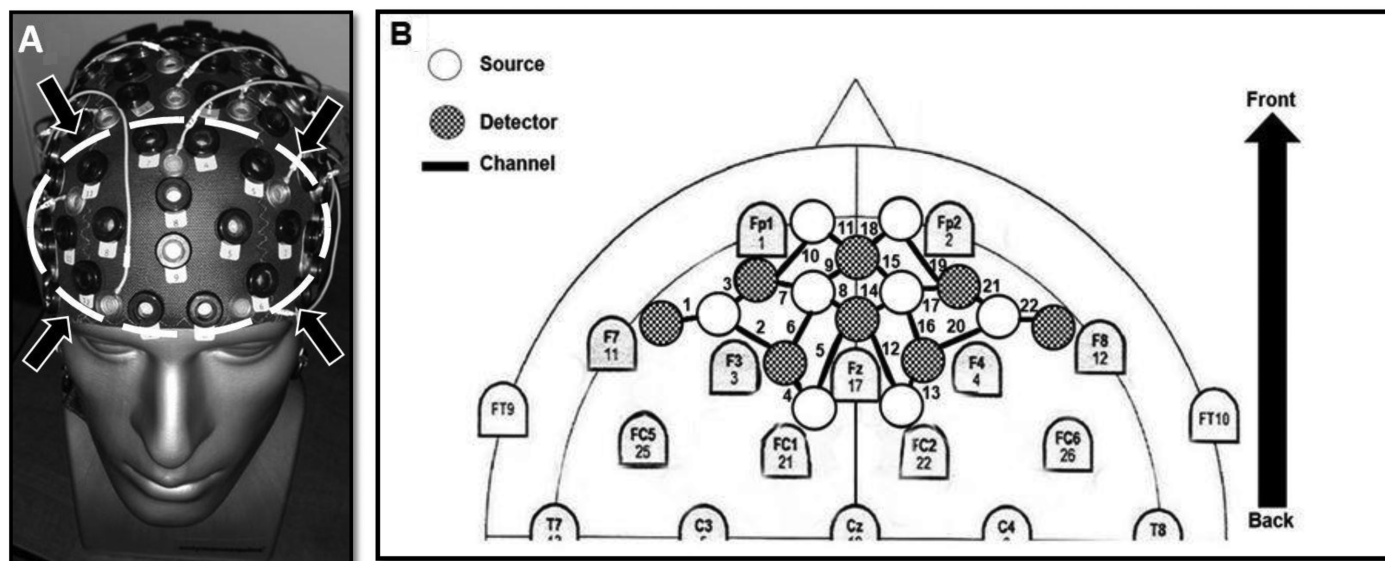 A
B
Source
Detector
Channel
Front
Back
Fp1
1
Fp2
2
11
18
10
9
15
19
3
7
8
14
17
21
1
22
2
6
16
20
5
12
4
13
F7
11
F3
3
Fz
17
F4
4
F8
12
FT9
FT10
FC5
25
FC1
21
FC2
22
FC6
26
T7
C3
Cz
C4
T8